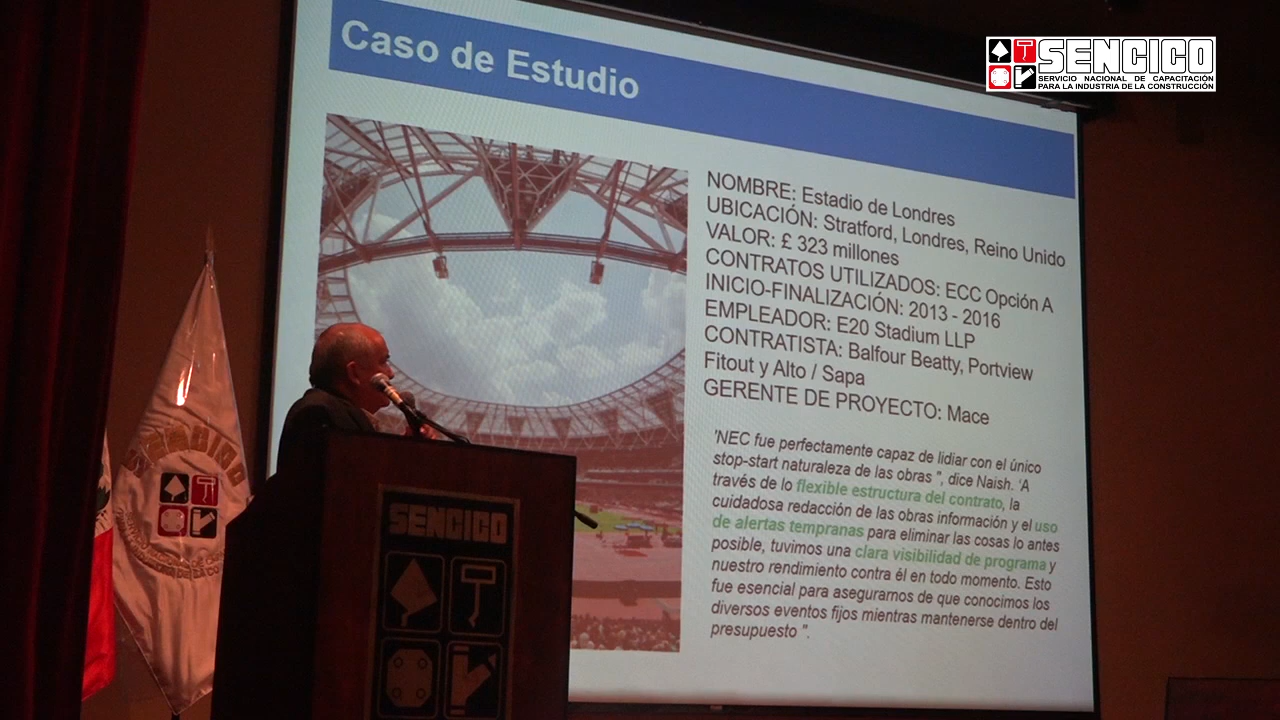 SENCICO
SERVICIO NACIONAL DE CAPACITACIÓN
PARA LA INDUSTRIA DE LA CONSTRUCCIÓN
Caso de Estudio
NOMBRE: Estadio de Londres
UBICACIÓN: Stratford, Londres, Reino Unido
VALOR: £ 323 millones
CONTRATOS UTILIZADOS: ECC Opción A
INICIO-FINALIZACIÓN: 2013 - 2016
EMPLEADOR: E20 Stadium LLP
CONTRATISTA: Balfour Beatty, Portview
Fitout y Alto / Sapa
GERENTE DE PROYECTO: Mace
'NEC fue perfectamente capaz de lidiar con el único
stop-start naturaleza de las obras ", dice Naish. 'A
través de lo flexible estructura del contrato, la
cuidadosa redacción de las obras información y el uso
de alertas tempranas para eliminar las cosas lo antes
posible, tuvimos una clara visibilidad de programa y
nuestro rendimiento contra él en todo momento. Esto
fue esencial para asegurarnos de que conocimos los
diversos eventos fijos mientras mantenerse dentro del
presupuesto ".
SENCICO
SENCICO